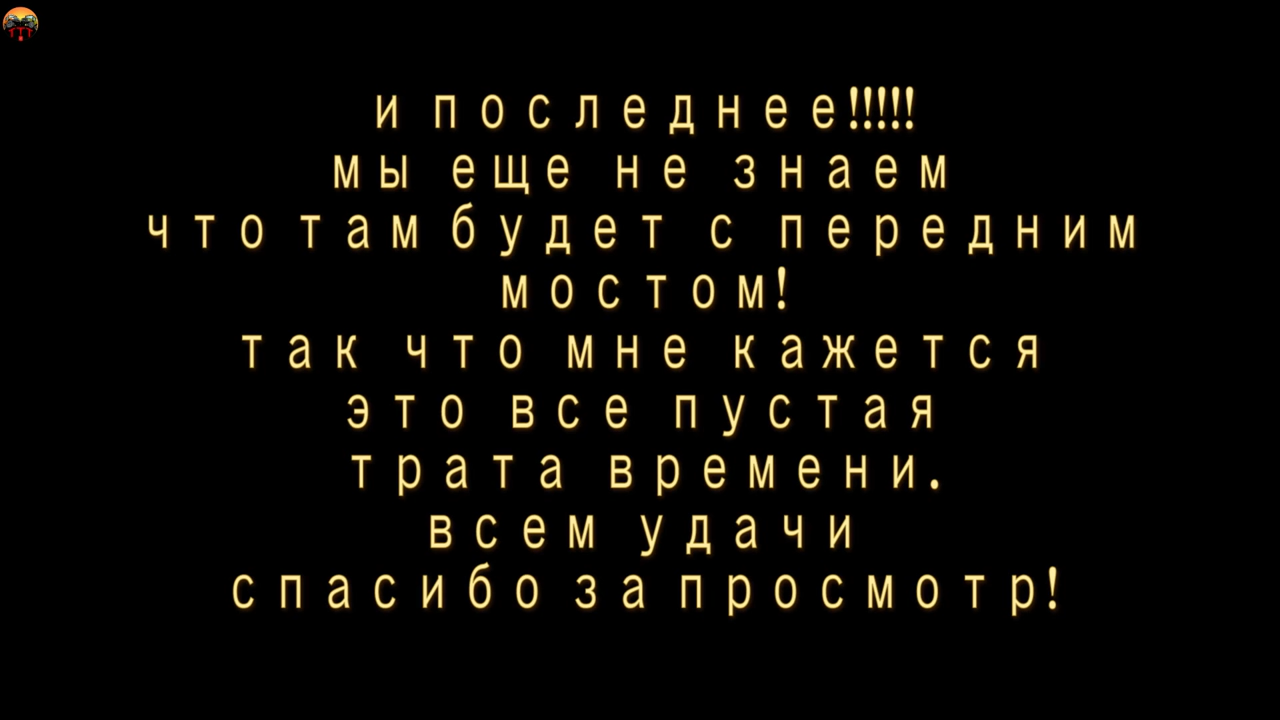 и последнее!!!!!
мы еще не знаем
что там будет с передним
мостом!
так что мне кажется
это все пустая
трата времени.
всем удачи
спасибо за просмотр!